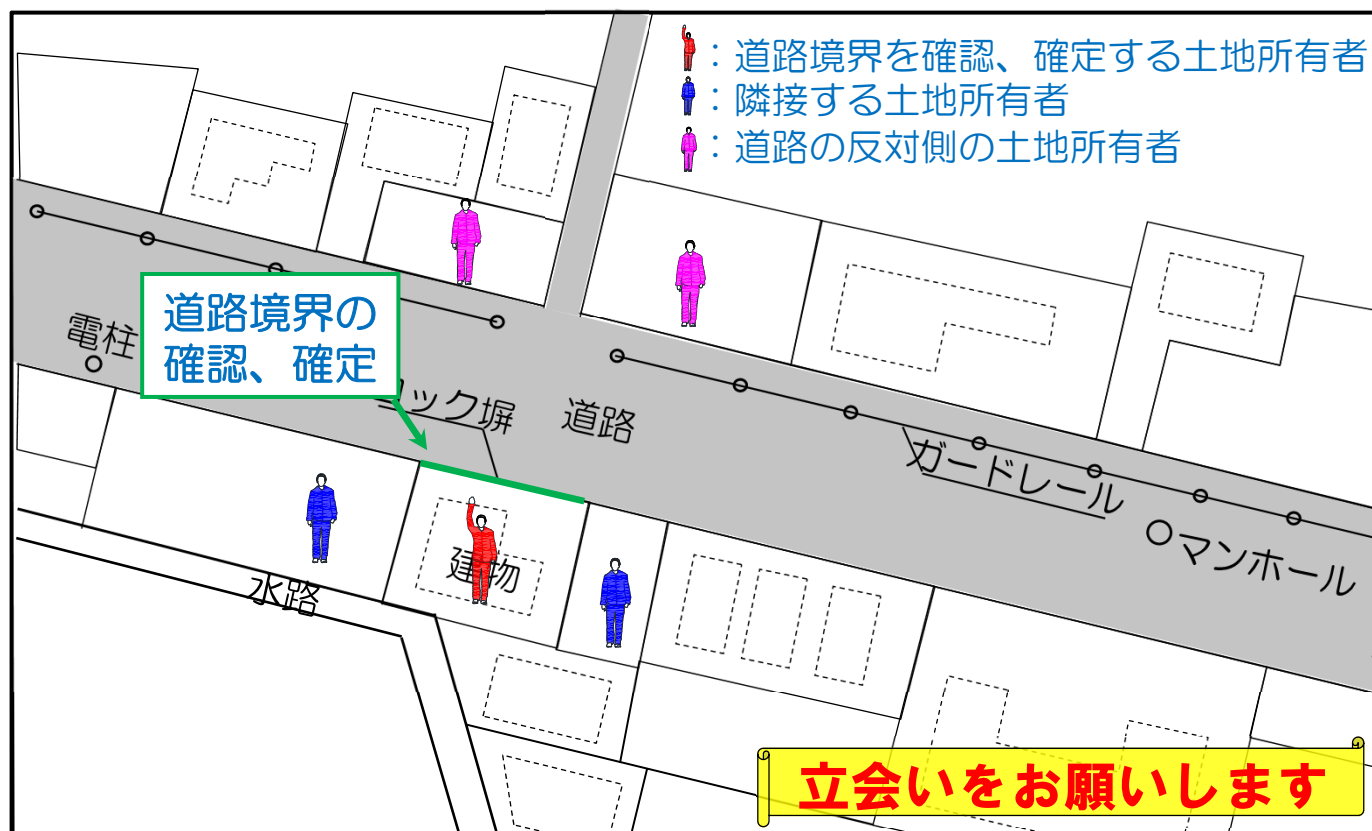 ：道路境界を確認、確定する土地所有者
：隣接する土地所有者
：道路の反対側の土地所有者
道路境界の
確認、確定
電柱
ック塀
道路
ガードレール
マンホール
建物
水路
立会いをお願いします